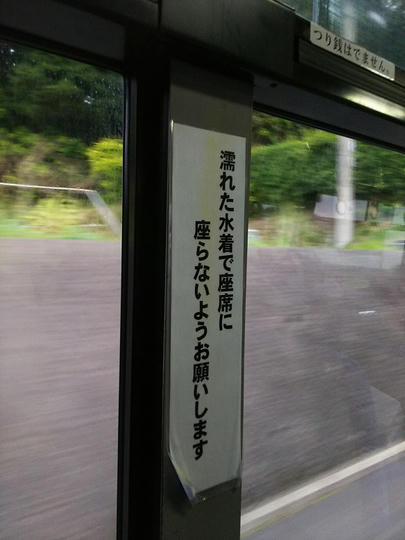 つり銭はでません。
濡れた水着で座席に
座らないようお願いします